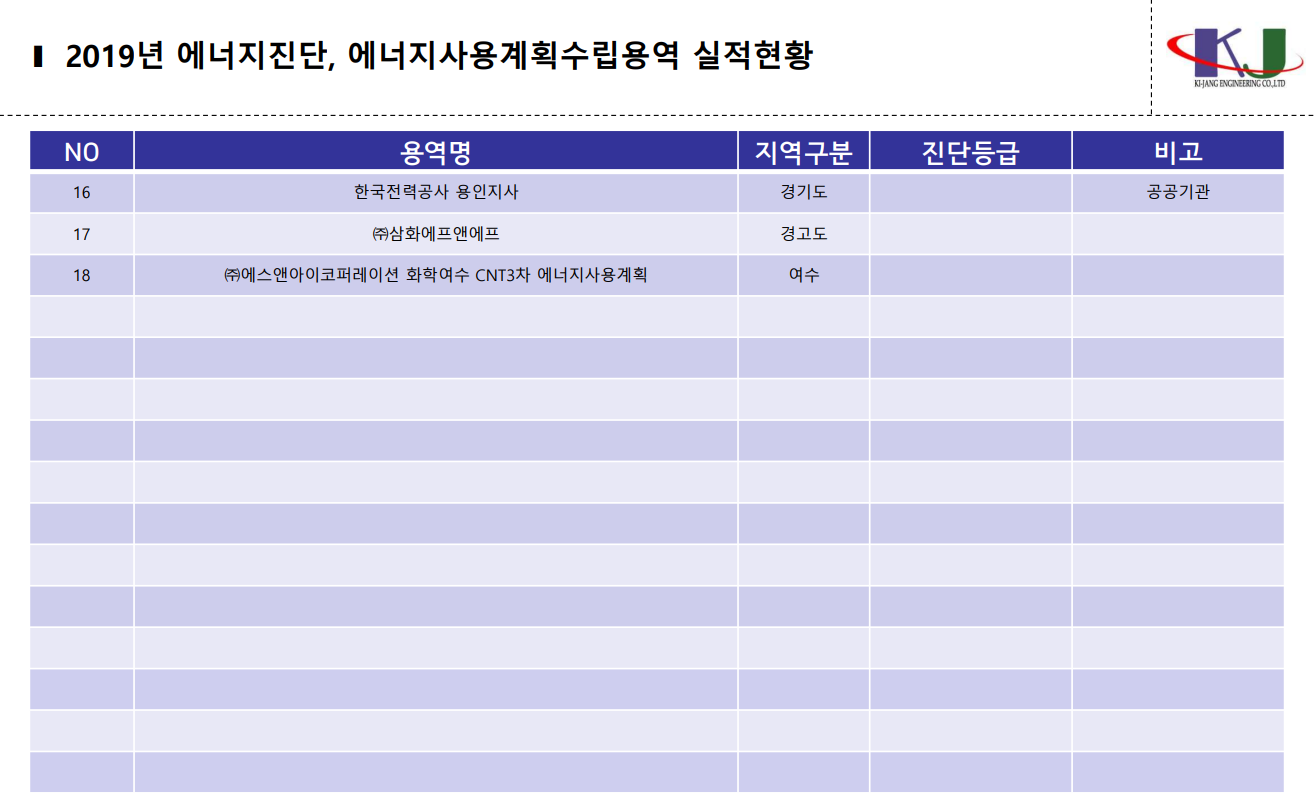 2019년 에너지진단, 에너지사용계획수립용역 실적현황
KJ
KI-JANG ENGINEERING CO.,LTD
NO 용역명 지역구분 진단등급 비고
16 한국전력공사 용인지사 경기도 공공기관
17 ㈜삼화에프앤에프 경고도
18 ㈜에스앤아이코퍼레이션 화학여수 CNT3차 에너지사용계획 여수